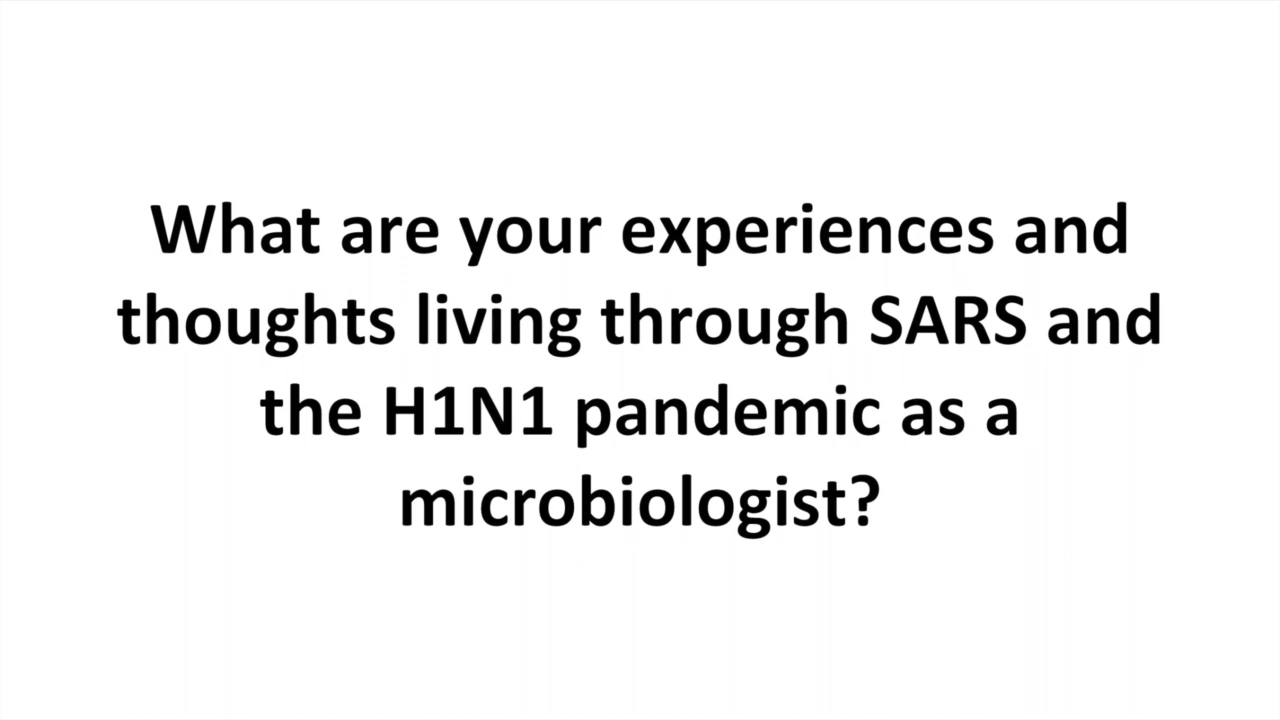 What are your experiences and
thoughts living through SARS and
the H1N1 pandemic as a
microbiologist?